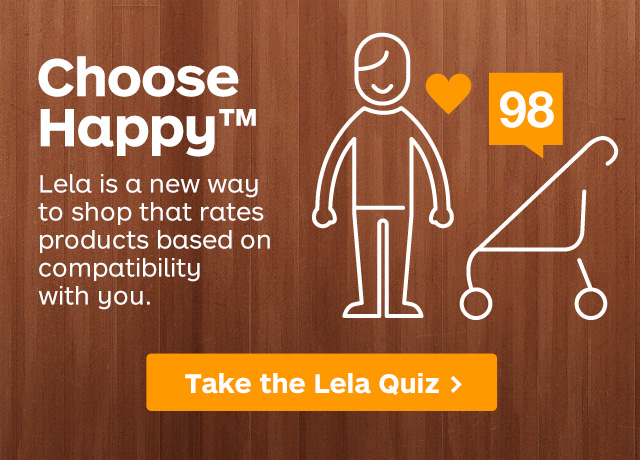 Choose
Happy™
Lela is a new way
to shop that rates
products based on
compatibility
with you.
98
Take the Lela Quiz >